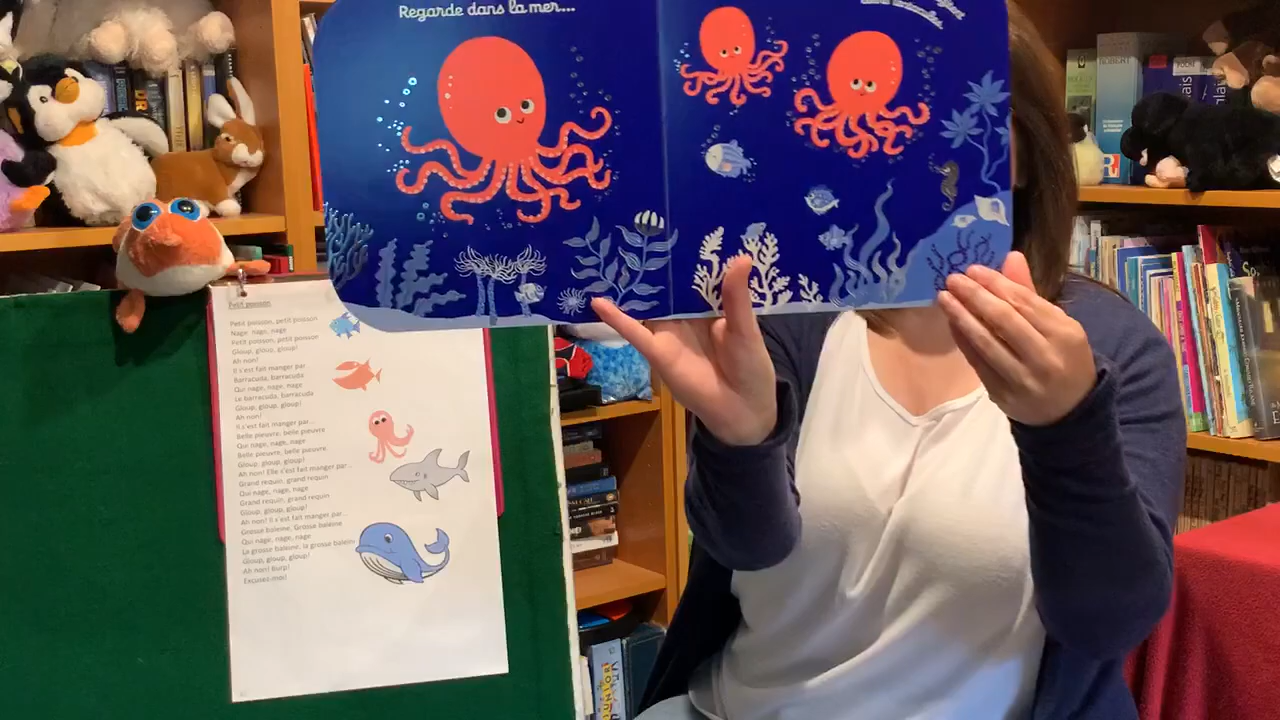 Regarde dans la mer...
Petit poisson
Petit poisson, petit poisson
Nage, nage, nage
Petit poisson, petit poisson
Gloup, gloup, gloup!
Ah non!
Il s'est fait manger par
Barracuda, barracuda
Qui nage, nage, nage
Le barracuda, barracuda
Gloup, gloup, gloup!
Ah non!
Il s'est fait manger par...
Belle pieuvre, belle pieuvre
Qui nage, nage, nage
Belle pieuvre, belle pieuvre
Gloup, gloup, gloup!
Ah non! Elle s'est fait manger par...
Grand requin, grand requin
Qui nage, nage, nage
Grand requin, grand requin
Gloup, gloup, gloup!
Ah non! Il s'est fait manger par...
Grosse baleine, Grosse baleine
Qui nage, nage, nage
La grosse baleine, la grosse baleine
Gloup, gloup, gloup!
Ah non! Burp!
Excusez-moi!